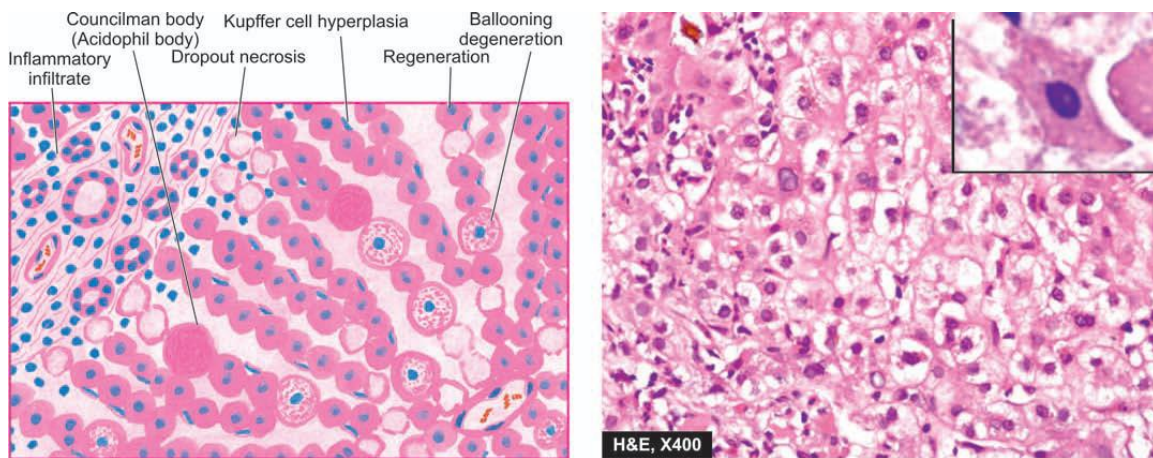 Councilman body
(Acidophil body)
Kupffer cell hyperplasia
Ballooning
degeneration
Inflammatory
infiltrate
Dropout necrosis
Regeneration
H&E, X400